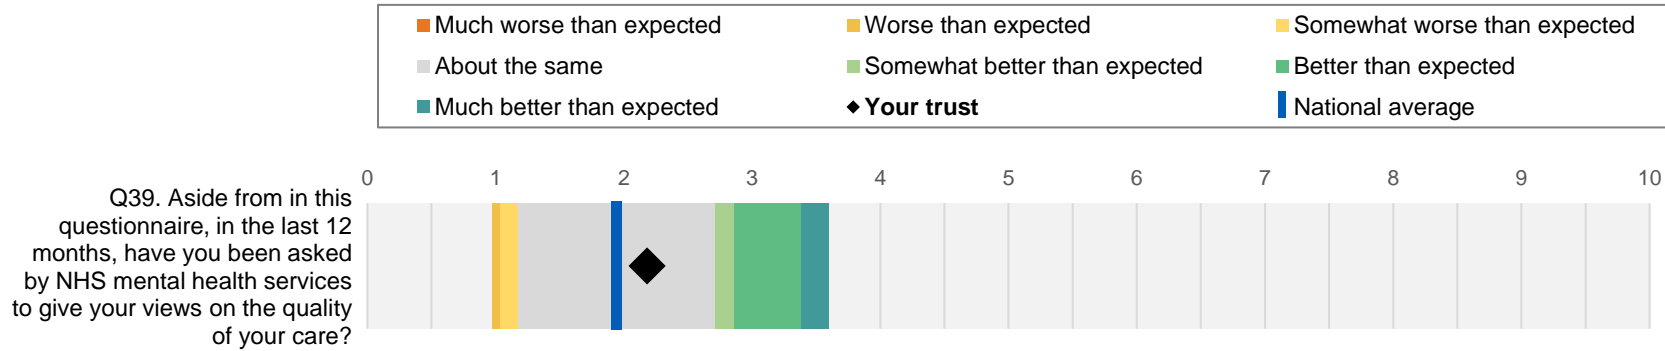 Much worse than expected
Worse than expected
Somewhat worse than expected
About the same
Somewhat better than expected
Better than expected
Much better than expected
Your trust
National average
0 1 2 3 4 5 6 7 8 9 10
Q39. Aside from in this
questionnaire, in the last 12
months, have you been asked
by NHS mental health services
to give your views on the quality
of your care?